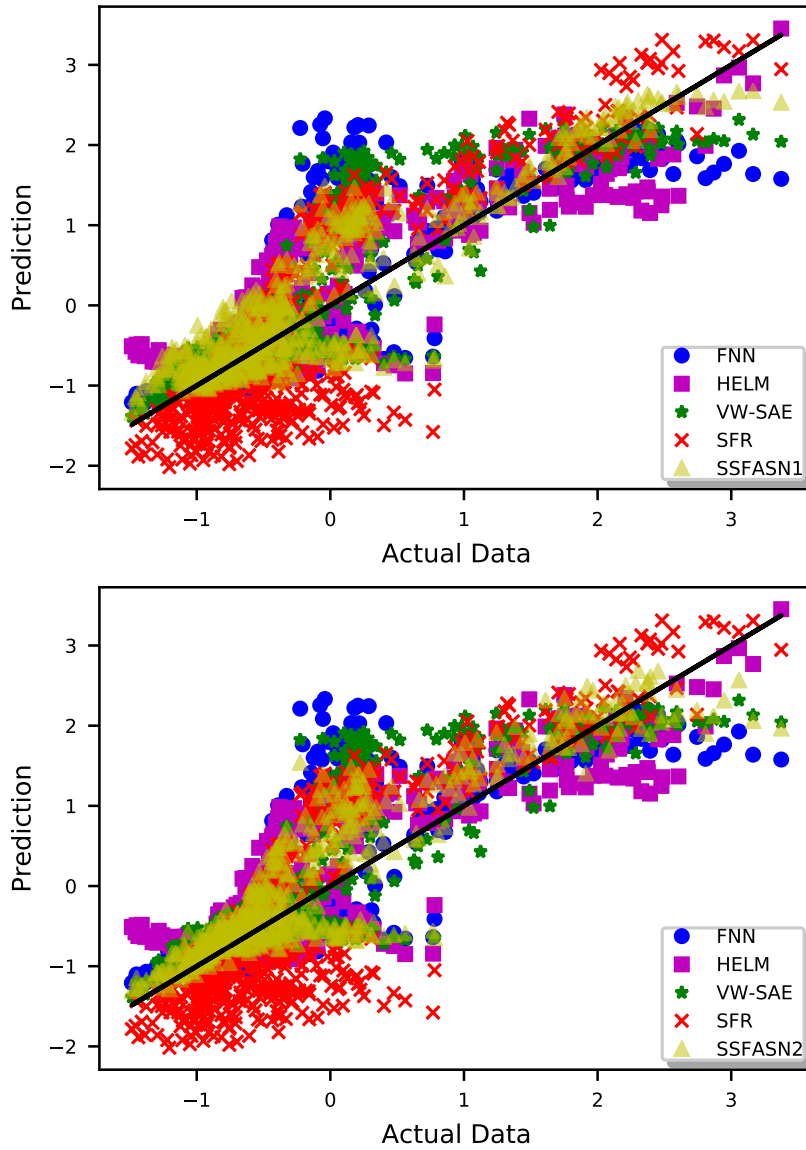 3
2
1
0
−1
−2
Prediction
FNN
HELM
VW-SAE
SFR
SSFASN1
−1 0 1 2 3
Actual Data
3
2
1
0
−1
−2
Prediction
FNN
HELM
VW-SAE
SFR
SSFASN2
−1 0 1 2 3
Actual Data